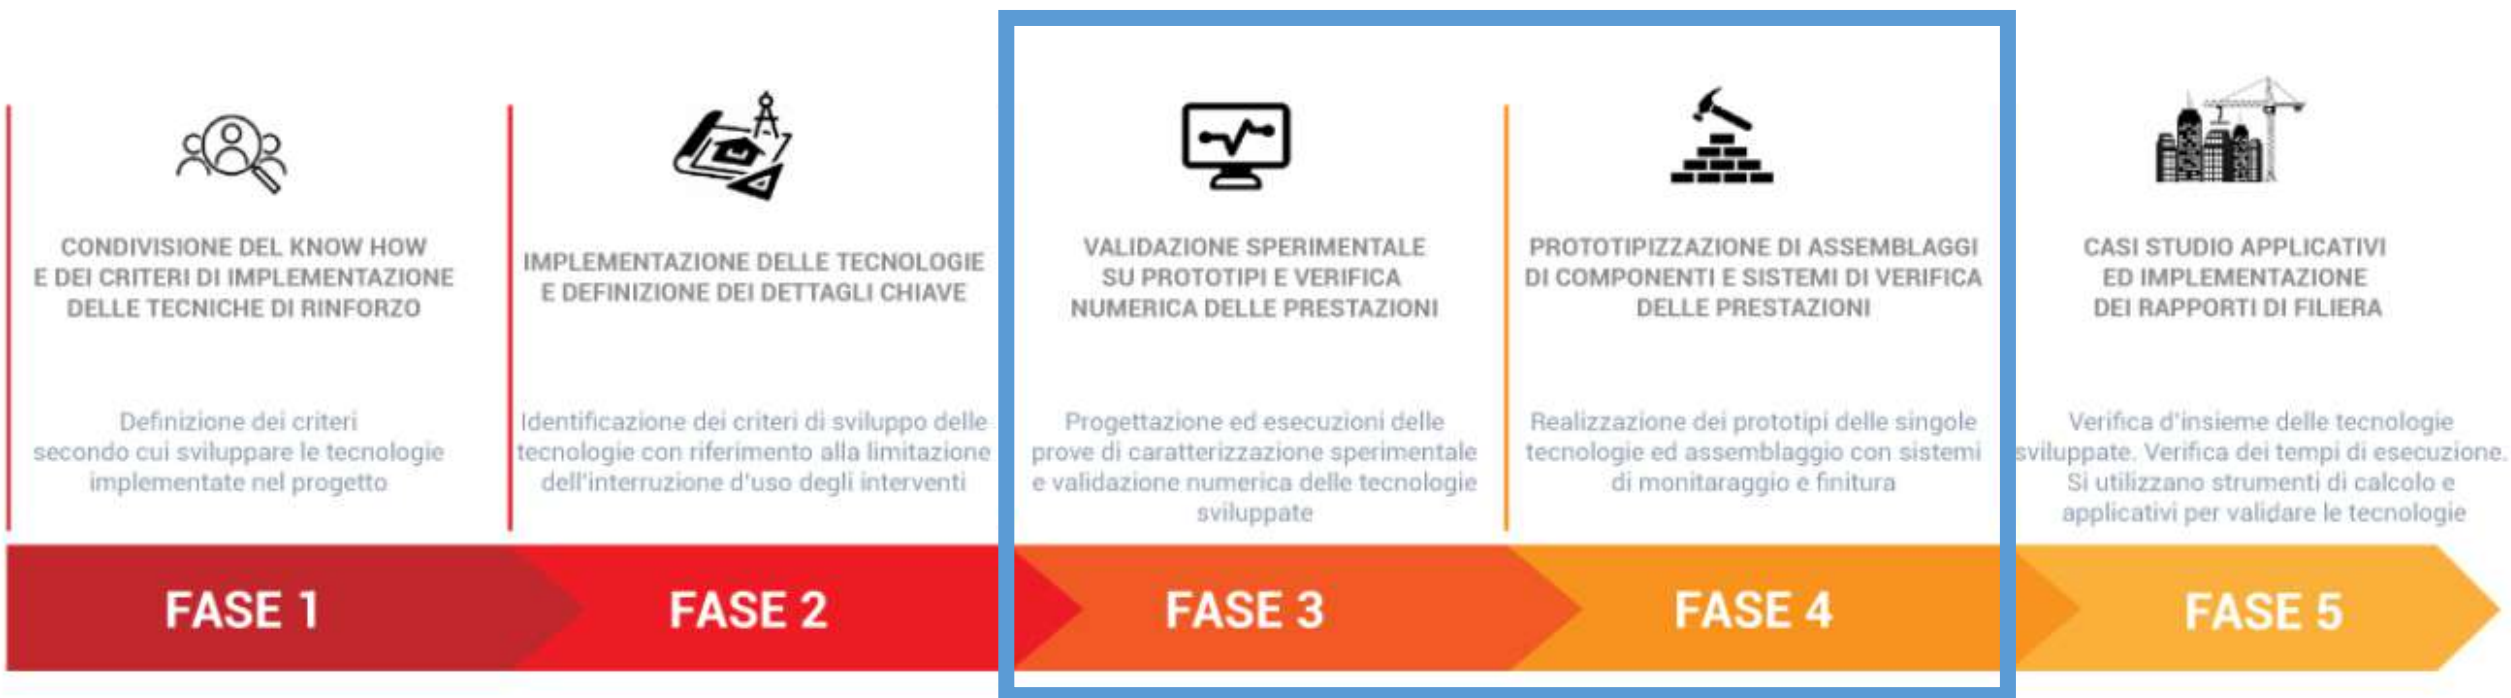 CONDIVISIONE DEL KNOW HOW
E DEI CRITERI DI IMPLEMENTAZIONE
DELLE TECNICHE DI RINFORZO
Definizione dei criteri
secondo cui sviluppare le tecnologie
implementate nel progetto
FASE 1
IMPLEMENTAZIONE DELLE TECNOLOGIE
E DEFINIZIONE DEI DETTAGLI CHIAVE
Identificazione dei criteri di sviluppo delle
tecnologie con riferimento alla limitazione
dell'interruzione d'uso degli interventi
FASE 2
VALIDAZIONE SPERIMENTALE
SU PROTOTIPI E VERIFICA
NUMERICA DELLE PRESTAZIONI
Progettazione ed esecuzioni delle
prove di caratterizzazione sperimentale
e validazione numerica delle tecnologie
sviluppate
FASE 3
PROTOTIPIZZAZIONE DI ASSEMBLAGGI
DI COMPONENTI E SISTEMI DI VERIFICA
DELLE PRESTAZIONI
Realizzazione dei prototipi delle singole
tecnologie ed assemblaggio con sistemi
di monitaraggio e finitura
FASE 4
CASI STUDIO APPLICATIVI
ED IMPLEMENTAZIONE
DEI RAPPORTI DI FILIERA
Verifica d'insieme delle tecnologie
sviluppate. Verifica dei tempi di esecuzione.
Si utilizzano strumenti di calcolo e
applicativi per validare le tecnologie
FASE 5